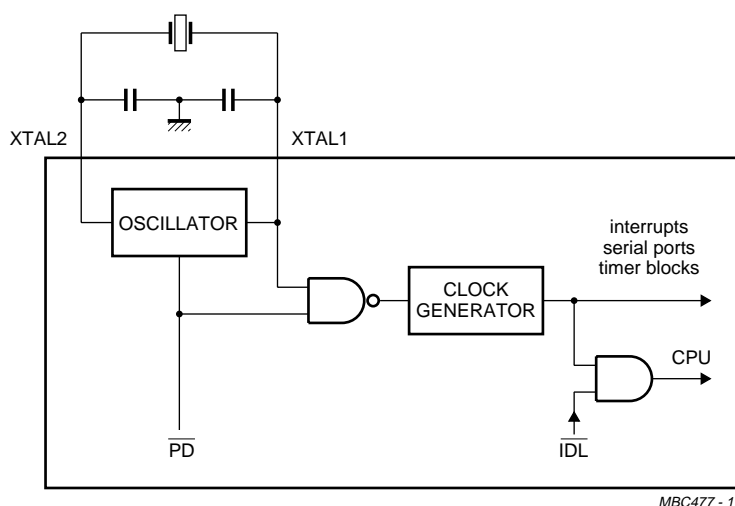 XTAL2
XTAL1
OSCILLATOR
interrupts
serial ports
timer blocks
CLOCK
GENERATOR
CPU
PD
IDL
MBC477 - 1